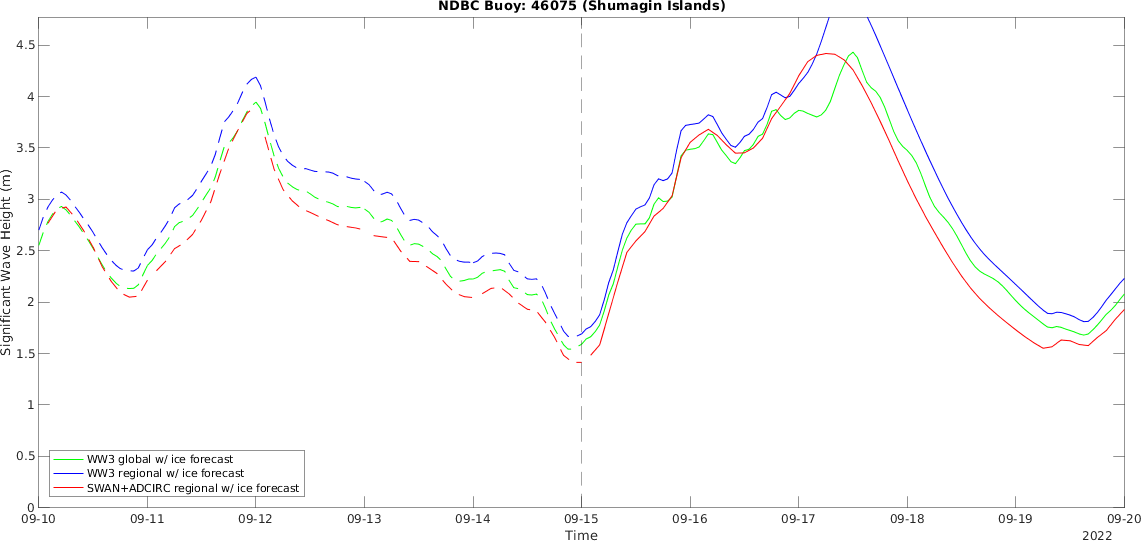 NDBC Buoy: 46075 (Shumagin Islands)
Significant Wave Height (m)
4.5
4
3.5
3
2.5
2
1.5
1
0.5
0
WW3 global w/ ice forecast
WW3 regional w/ ice forecast
SWAN+ADCIRC regional w/ ice forecast
09-10 09-11 09-12 09-13 09-14 09-15 09-16 09-17 09-18 09-19 09-20
Time
2022